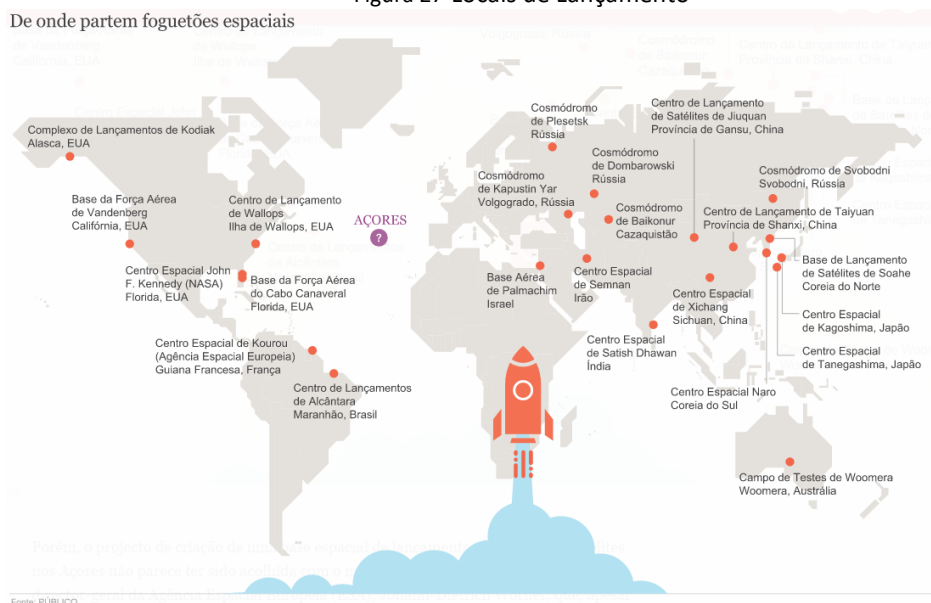 De onde partem foguetões espaciais
Complexo de Lançamentos de Kodiak
Alasca, EUA
Base da Força Aérea
de Vandenberg
Califórnia, EUA
Centro de Lançamento
de Wallops
Ilha de Wallops, EUA
AÇORES
?
Centro Espacial John
F. Kennedy (NASA)
Florida, EUA
Base da Força Aérea
do Cabo Canaveral
Florida, EUA
Centro Espacial de Kourou
(Agência Espacial Europeia)
Guiana Francesa, França
Centro de Lançamentos
de Alcântara
Maranhão, Brasil
Cosmódromo
de Plesetsk
Rússia
Centro de Lançamento
de Satélites de Jiuquan
Província de Gansu, China
Cosmódromo
de Dombarowski
Rússia
Cosmódromo
de Kapustin Yar
Volgogrado, Rússia
Cosmódromo
de Baikonur
Cazaquistão
Cosmódromo de Svobodni
Svobodni, Rússia
Centro de Lançamento de Taiyuan
Província de Shanxi, China
Base Aérea
de Palmachim
Israel
Centro Espacial
de Semnan
Irão
Base de Lançamento
de Satélites de Soahe
Coreia do Norte
Centro Espacial
de Xichang
Sichuan, China
Centro Espacial
de Kagoshima, Japão
Centro Espacial
de Satish Dhawan
Índia
Centro Espacial
de Tanegashima, Japão
Centro Espacial Naro
Coreia do Sul
Campo de Testes de Woomera
Woomera, Austrália